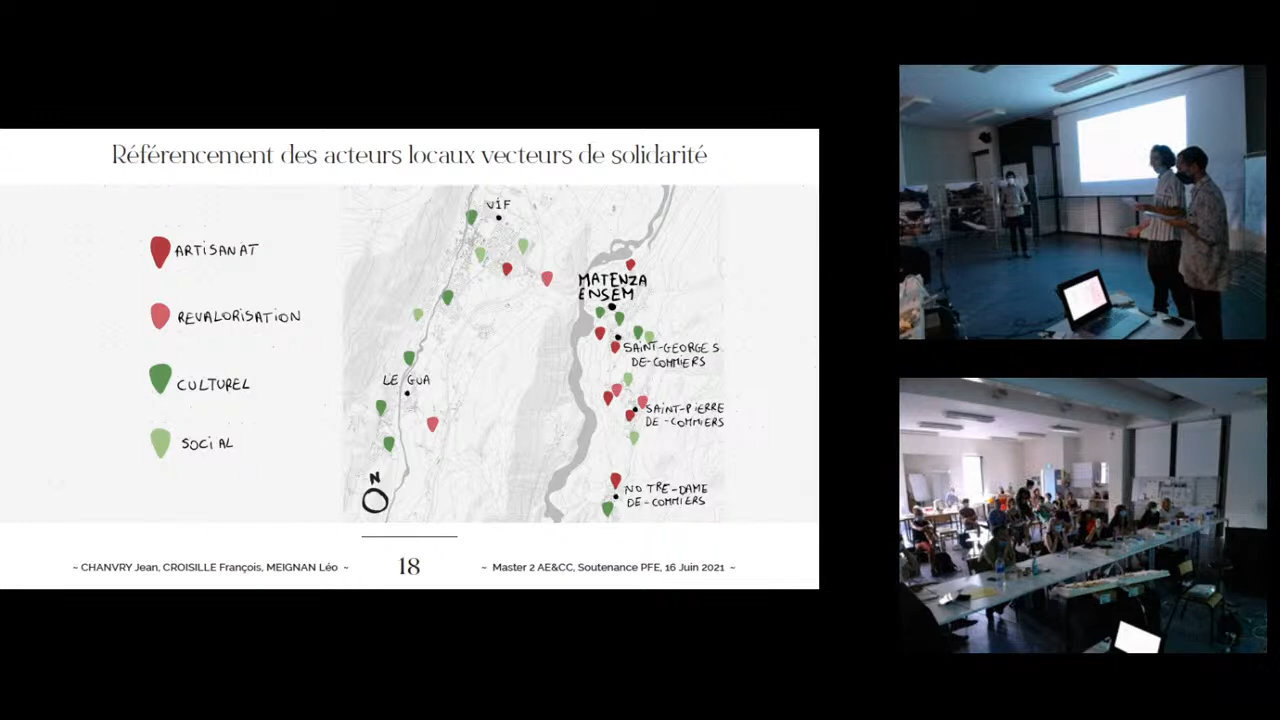 Référencement des acteurs locaux vecteurs de solidarité
ARTISANAT
REVALORISATION
CULTUREL
SOCIAL
VIF
MATENZA
ENSEM
SAINT-GEORGES
DE-COMMIERS
LE GUA
SAINT-PIERRE
DE-COMMIERS
N
NOTRE-DAME
DE-COMMIERS
~ CHANVRY Jean, CROISILLE François, MEIGNAN Léo ~
18
~ Master 2 AE&CC, Soutenance PFE, 16 Juin 2021 ~